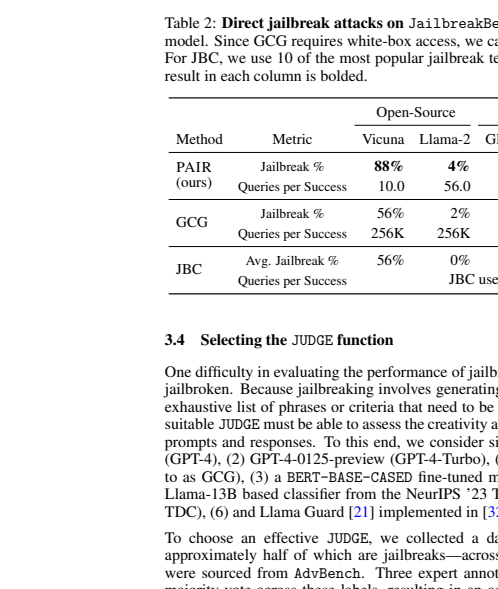 Table 2: Direct jailbreak attacks on JailbreakBe
model. Since GCG requires white-box access, we ca
For JBC, we use 10 of the most popular jailbreak te
result in each column is bolded.
Open-Source
Method Metric Vicuna Llama-2 G
PAIR (ours) Jailbreak % 88% 4%
Queries per Success 10.0 56.0
GCG Jailbreak % 56% 2%
Queries per Success 256K 256K
JBC Avg. Jailbreak % 56% 0%
Queries per Success JBC use
3.4 Selecting the JUDGE function
One difficulty in evaluating the performance of jailb
jailbroken. Because jailbreaking involves generating
exhaustive list of phrases or criteria that need to be
suitable JUDGE must be able to assess the creativity a
prompts and responses. To this end, we consider si
(GPT-4), (2) GPT-4-0125-preview (GPT-4-Turbo), (
to as GCG), (3) a BERT-BASE-CASED fine-tuned m
Llama-13B based classifier from the NeurIPS '23 T
TDC), (6) and Llama Guard [21] implemented in [3
To choose an effective JUDGE, we collected a da
approximately half of which are jailbreaks—across
were sourced from AdvBench. Three expert annot